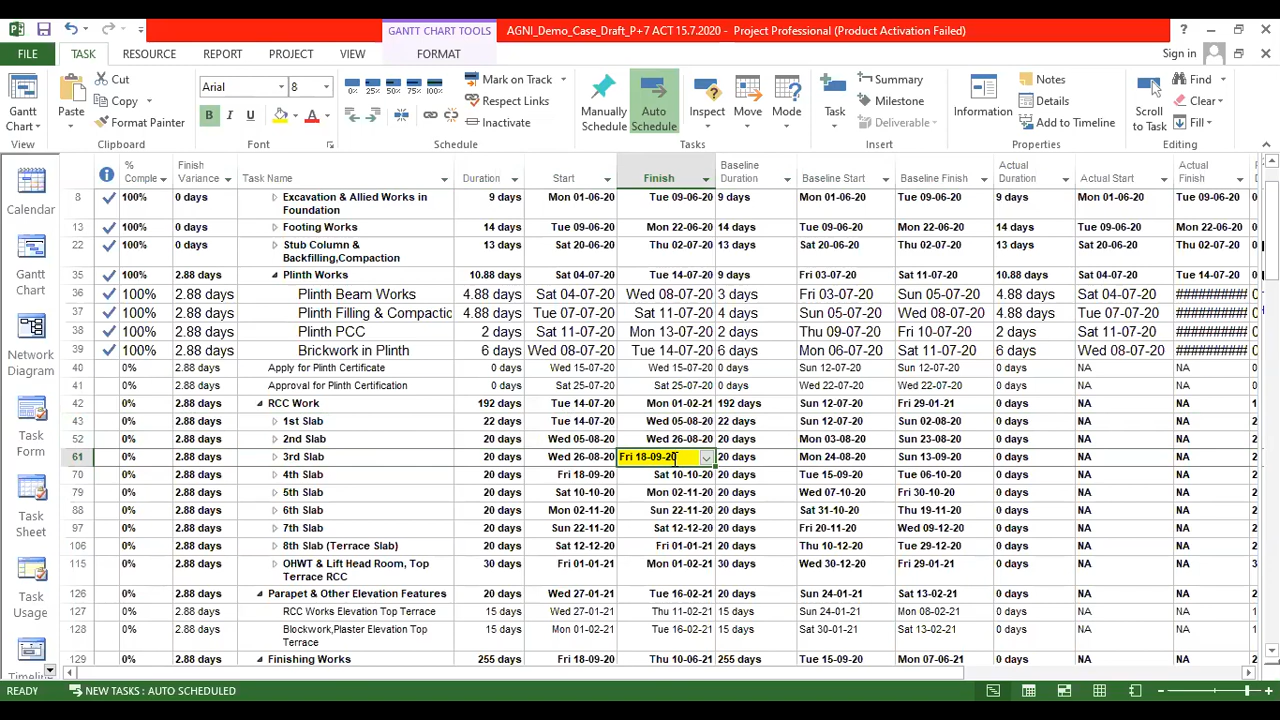 GANTT CHART TOOLS
AGNI_Demo_Case_Draft_P+7 ACT 15.7.2020 - Project Professional (Product Activation Failed)
FILE TASK RESOURCE REPORT PROJECT VIEW FORMAT Sign in
Gantt Chart
Paste
Cut
Copy
Format Painter
Arial 8
B I U A
0% 25% 50% 75% 100%
Mark on Track
Respect Links
Inactivate
Manually Schedule
Auto Schedule
Inspect
Move
Mode
Task
Summary
Milestone
Deliverable
Information
Notes
Details
Add to Timeline
Scroll to Task
Find
Clear
Fill
View Clipboard Font Schedule Tasks Insert Properties Editing
Calendar
Gantt Chart
Network Diagram
Task Form
Task Sheet
Task Usage
% Comple Finish Variance Task Name Duration Start Finish Baseline Duration Baseline Start Baseline Finish Actual Duration Actual Start Actual Finish
8 100% 0 days Excavation & Allied Works in Foundation 9 days Mon 01-06-20 Tue 09-06-20 9 days Mon 01-06-20 Tue 09-06-20 9 days Mon 01-06-20 Tue 09-06-20
13 100% 0 days Footing Works 14 days Tue 09-06-20 Mon 22-06-20 14 days Tue 09-06-20 Mon 22-06-20 14 days Tue 09-06-20 Mon 22-06-20
22 100% 0 days Stub Column & Backfilling,Compaction 13 days Sat 20-06-20 Thu 02-07-20 13 days Sat 20-06-20 Thu 02-07-20 13 days Sat 20-06-20 Thu 02-07-20
35 100% 2.88 days Plinth Works 10.88 days Sat 04-07-20 Tue 14-07-20 9 days Fri 03-07-20 Sat 11-07-20 10.88 days Sat 04-07-20 Tue 14-07-20
36 100% 2.88 days Plinth Beam Works 4.88 days Sat 04-07-20 Wed 08-07-20 3 days Fri 03-07-20 Sun 05-07-20 4.88 days Sat 04-07-20 ##########
37 100% 2.88 days Plinth Filling & Compactic 4.88 days Tue 07-07-20 Sat 11-07-20 4 days Sun 05-07-20 Wed 08-07-20 4.88 days Tue 07-07-20 ##########
38 100% 2.88 days Plinth PCC 2 days Sat 11-07-20 Mon 13-07-20 2 days Thu 09-07-20 Fri 10-07-20 2 days Sat 11-07-20 ##########
39 100% 2.88 days Brickwork in Plinth 6 days Wed 08-07-20 Tue 14-07-20 6 days Mon 06-07-20 Sat 11-07-20 6 days Wed 08-07-20 ##########
40 0% 2.88 days Apply for Plinth Certificate 0 days Wed 15-07-20 Wed 15-07-20 0 days Sun 12-07-20 Sun 12-07-20 0 days NA NA
41 0% 2.88 days Approval for Plinth Certification 0 days Sat 25-07-20 Sat 25-07-20 0 days Wed 22-07-20 Wed 22-07-20 0 days NA NA
42 0% 2.88 days RCC Work 192 days Tue 14-07-20 Mon 01-02-21 192 days Sun 12-07-20 Fri 29-01-21 0 days NA NA
43 0% 2.88 days 1st Slab 22 days Tue 14-07-20 Wed 05-08-20 22 days Sun 12-07-20 Sun 02-08-20 0 days NA NA
52 0% 2.88 days 2nd Slab 20 days Wed 05-08-20 Wed 26-08-20 20 days Mon 03-08-20 Sun 23-08-20 0 days NA NA
61 0% 2.88 days 3rd Slab 20 days Wed 26-08-20 Fri 18-09-20 20 days Mon 24-08-20 Sun 13-09-20 0 days NA NA
70 0% 2.88 days 4th Slab 20 days Fri 18-09-20 Sat 10-10-20 20 days Tue 15-09-20 Tue 06-10-20 0 days NA NA
79 0% 2.88 days 5th Slab 20 days Sat 10-10-20 Mon 02-11-20 20 days Wed 07-10-20 Fri 30-10-20 0 days NA NA
88 0% 2.88 days 6th Slab 20 days Mon 02-11-20 Sun 22-11-20 20 days Sat 31-10-20 Thu 19-11-20 0 days NA NA
97 0% 2.88 days 7th Slab 20 days Sun 22-11-20 Sat 12-12-20 20 days Fri 20-11-20 Wed 09-12-20 0 days NA NA
106 0% 2.88 days 8th Slab (Terrace Slab) 20 days Sat 12-12-20 Fri 01-01-21 20 days Thu 10-12-20 Tue 29-12-20 0 days NA NA
115 0% 2.88 days OHWT & Lift Head Room, Top Terrace RCC 30 days Fri 01-01-21 Mon 01-02-21 30 days Wed 30-12-20 Fri 29-01-21 0 days NA NA
126 0% 2.88 days Parapet & Other Elevation Features 20 days Wed 27-01-21 Tue 16-02-21 20 days Sun 24-01-21 Sat 13-02-21 0 days NA NA
127 0% 2.88 days RCC Works Elevation Top Terrace 15 days Wed 27-01-21 Thu 11-02-21 15 days Sun 24-01-21 Mon 08-02-21 0 days NA NA
128 0% 2.88 days Blockwork,Plaster Elevation Top Terrace 15 days Mon 01-02-21 Tue 16-02-21 15 days Sat 30-01-21 Sat 13-02-21 0 days NA NA
129 0% 2.88 days Finishing Works 255 days Fri 18-09-20 Thu 10-06-21 255 days Tue 15-09-20 Mon 07-06-21 0 days NA NA
READY NEW TASKS : AUTO SCHEDULED